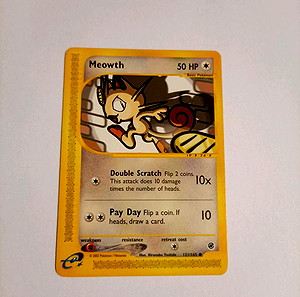 Meowth
50 HP
Basic Pokémon
Double Scratch Flip 2 coins.
This attack does 10 damage
times the number of heads.
10x
Pay Day Flip a coin. If
heads, draw a card.
10
weakness
resistance
retreat cost
e